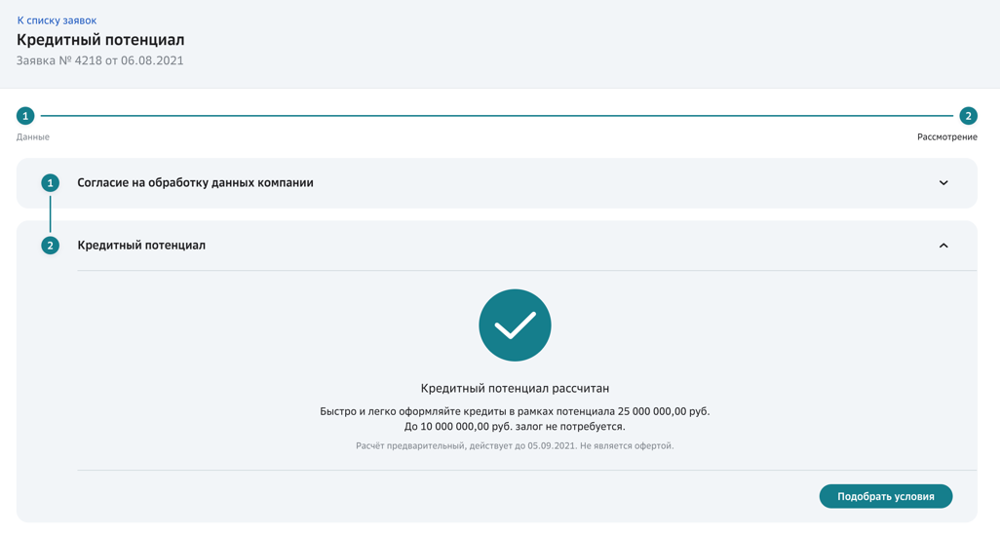 К списку заявок
Кредитный потенциал
Заявка № 4218 от 06.08.2021
1
2
Данные
Рассмотрение
1
Согласие на обработку данных компании
2
Кредитный потенциал
Кредитный потенциал рассчитан
Быстро и легко оформляйте кредиты в рамках потенциала 25 000 000,00 руб.
До 10 000 000,00 руб. залог не потребуется.
Расчёт предварительный, действует до 05.09.2021. Не является офертой.
Подобрать условия